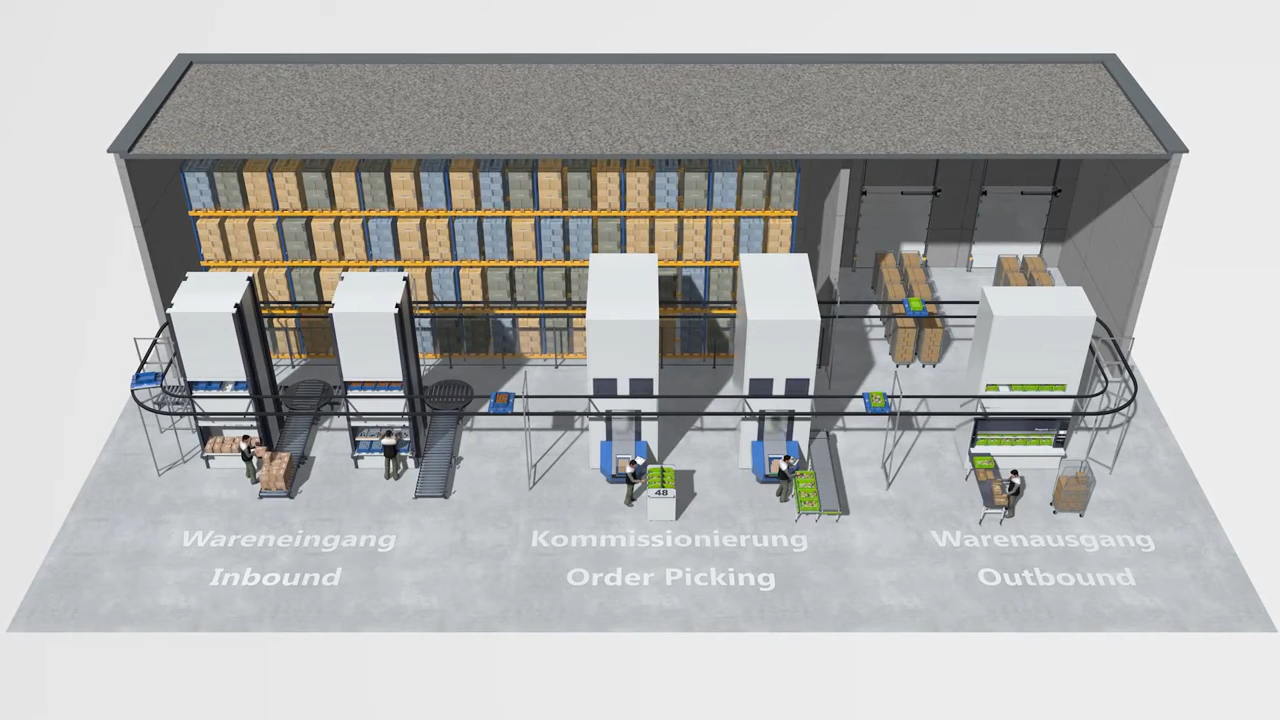 48
Wareneingang
Inbound
Kommissionierung
Order Picking
Warenausgang
Outbound